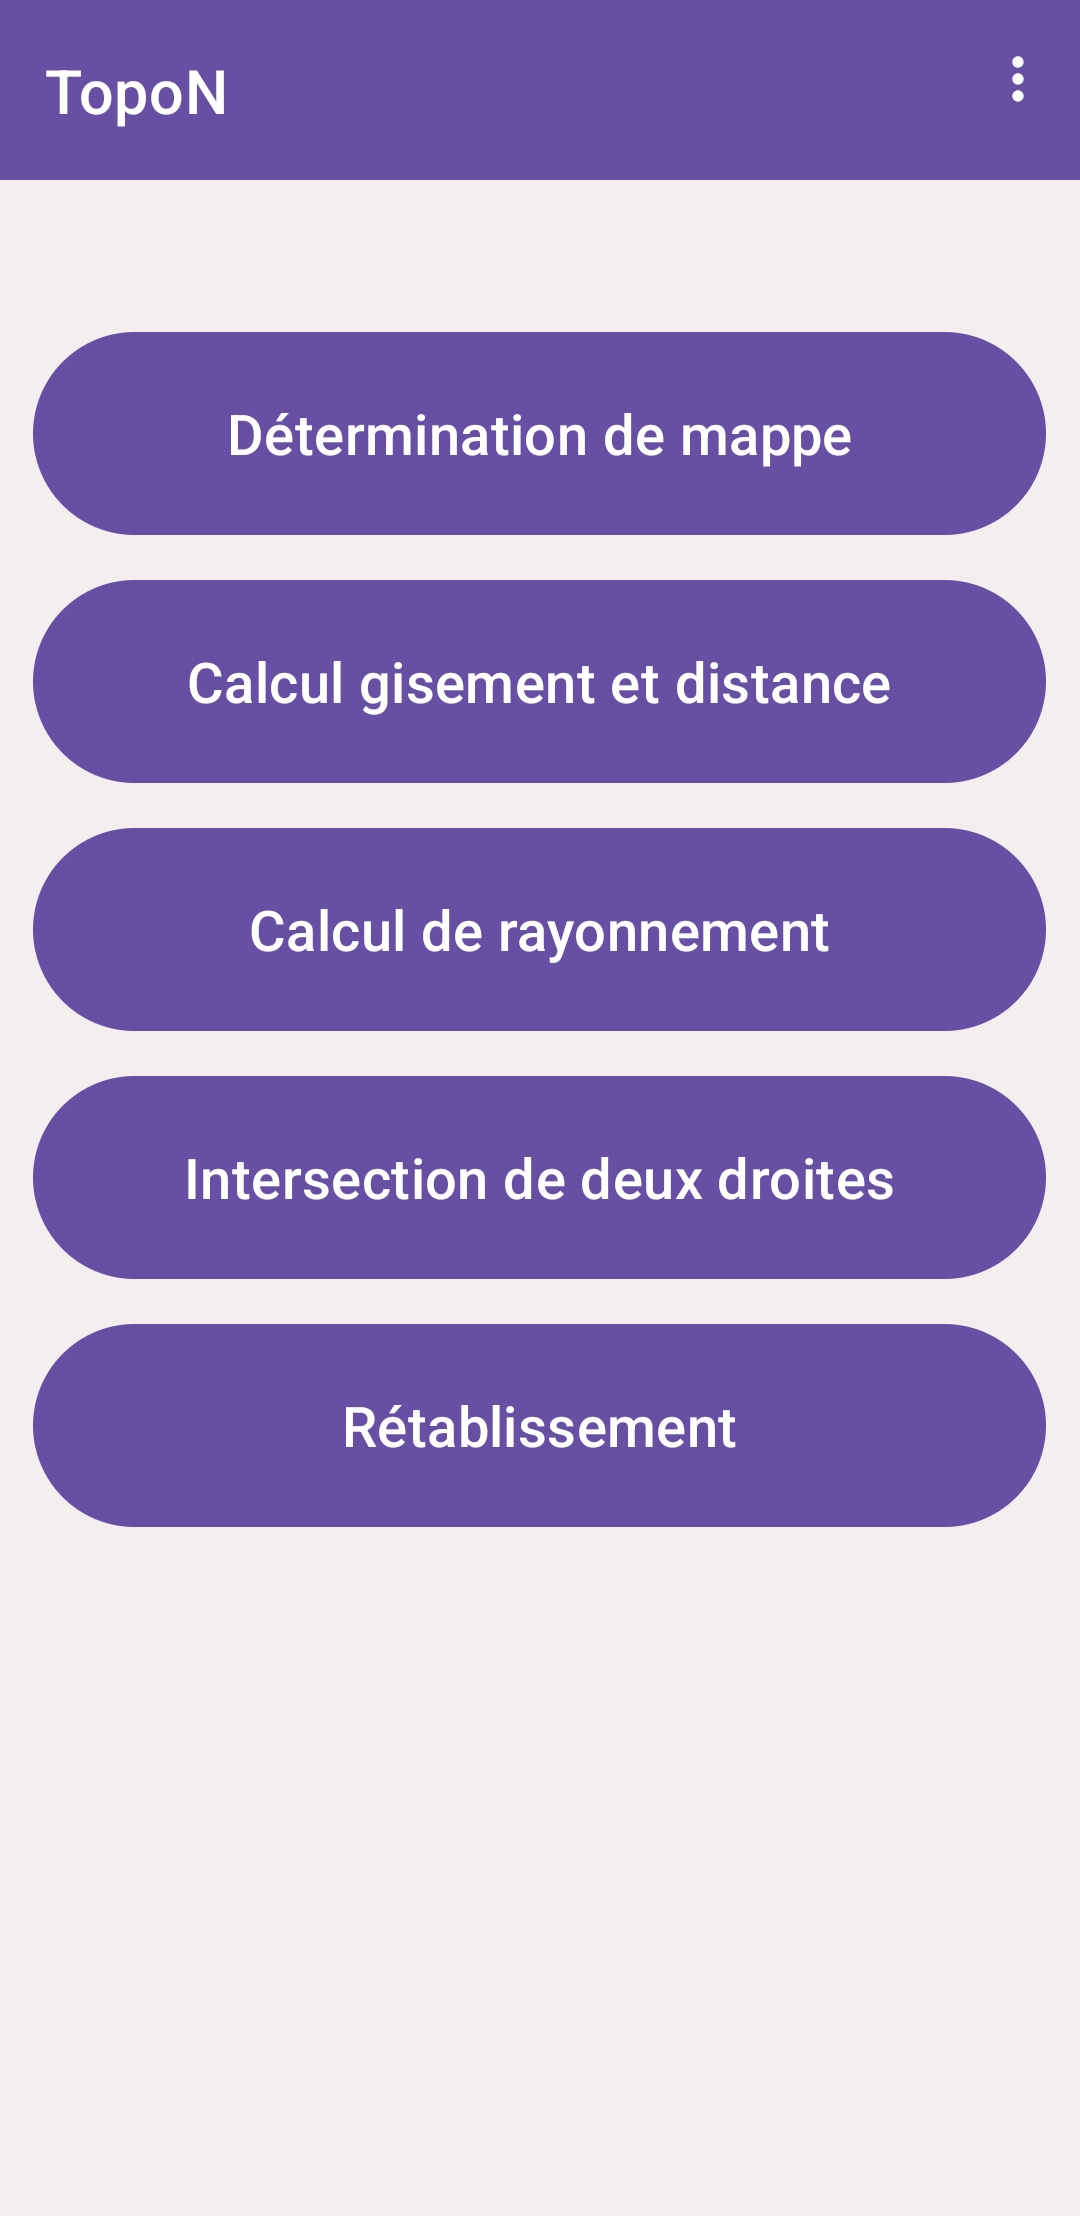 TopoN
Détermination de mappe
Calcul gisement et distance
Calcul de rayonnement
Intersection de deux droites
Rétablissement